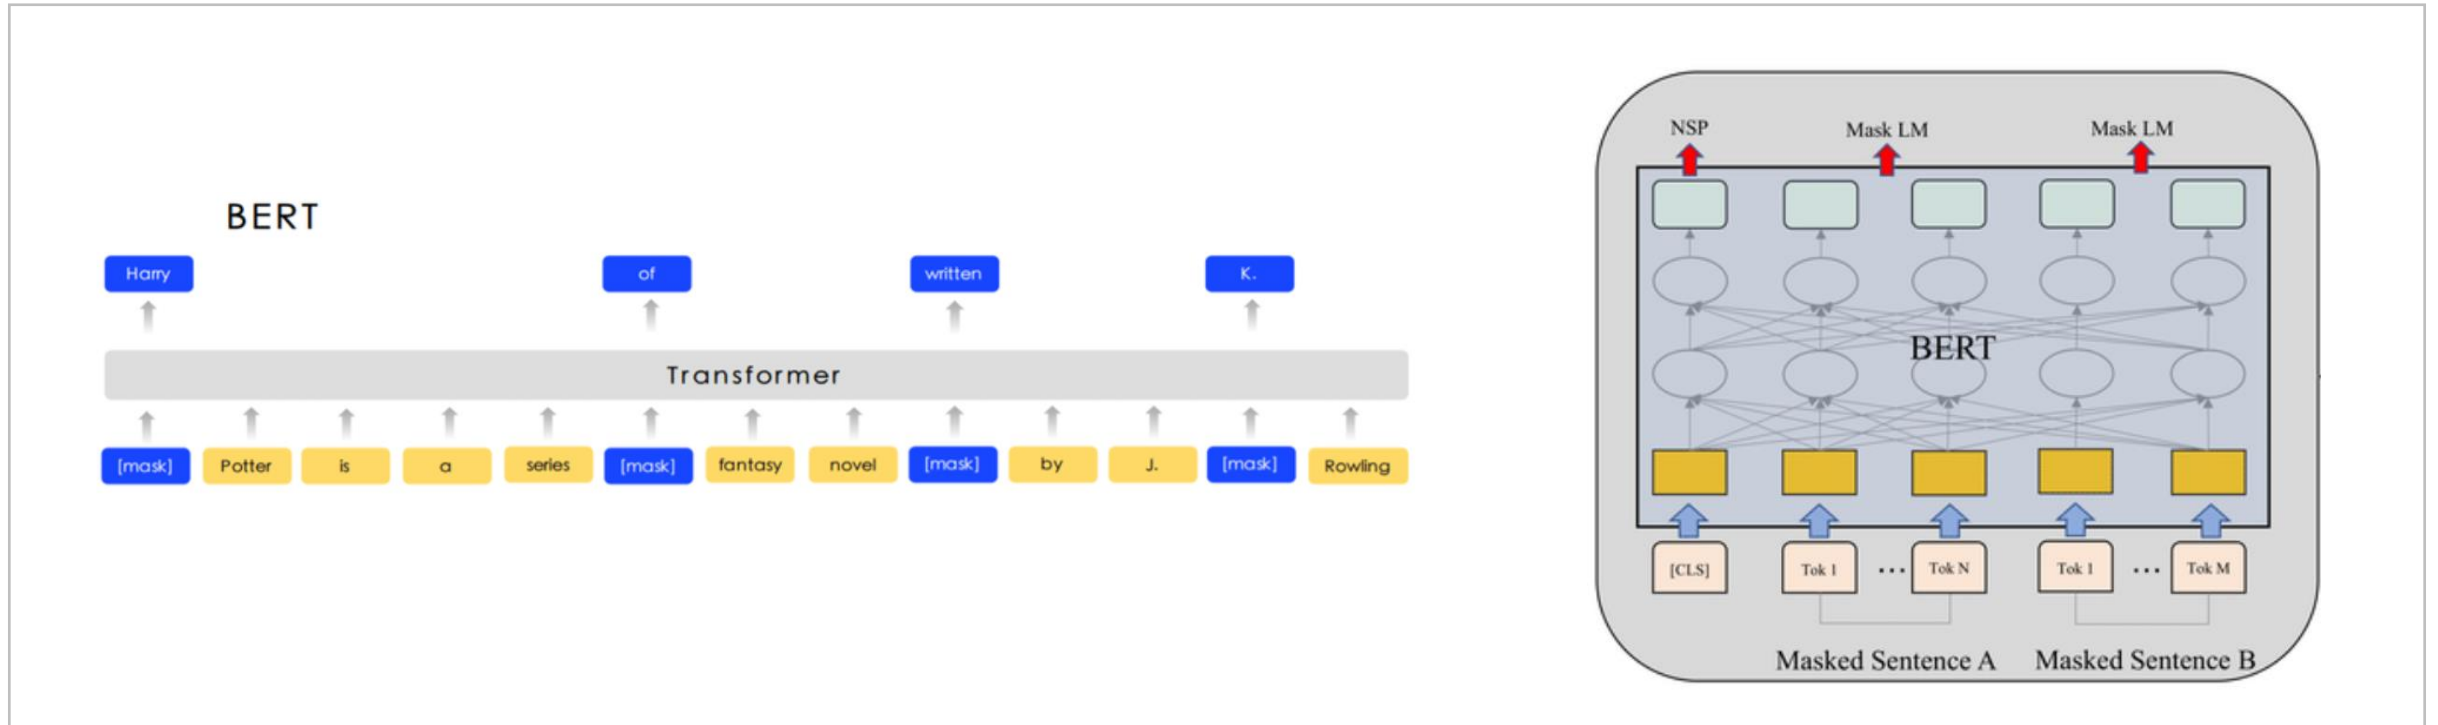 BERT
Harry of written K.
Transformer
[mask] Potter is a series [mask] fantasy novel [mask] by J. [mask] Rowling
NSP Mask LM Mask LM
BERT
[CLS] Tok 1 ... Tok N Tok 1 ... Tok M
Masked Sentence A Masked Sentence B